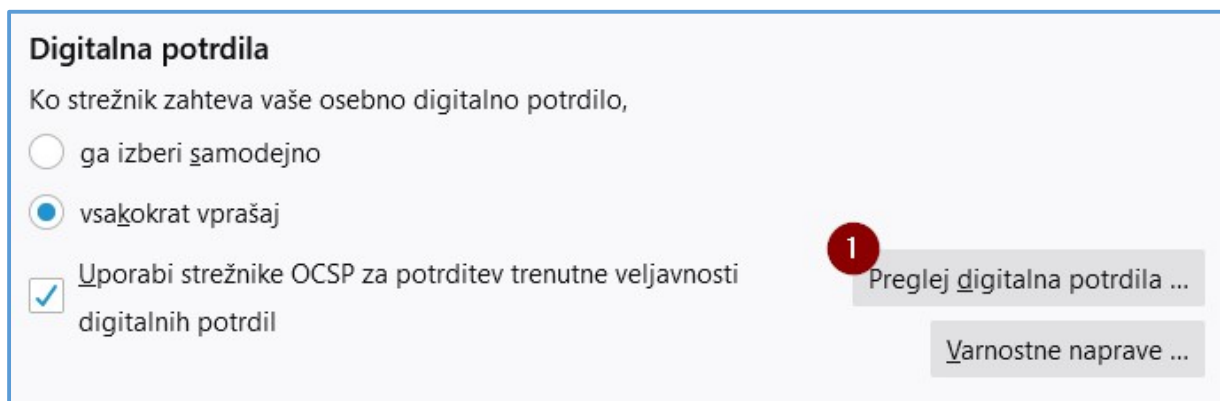 Digitalna potrdila
Ko strežnik zahteva vaše osebno digitalno potrdilo,
ga izberi samodejno
vsakokrat vprašaj
Uporabi strežnike OCSP za potrditev trenutne veljavnosti
digitalnih potrdil
1
Preglej digitalna potrdila ...
Varnostne naprave ...